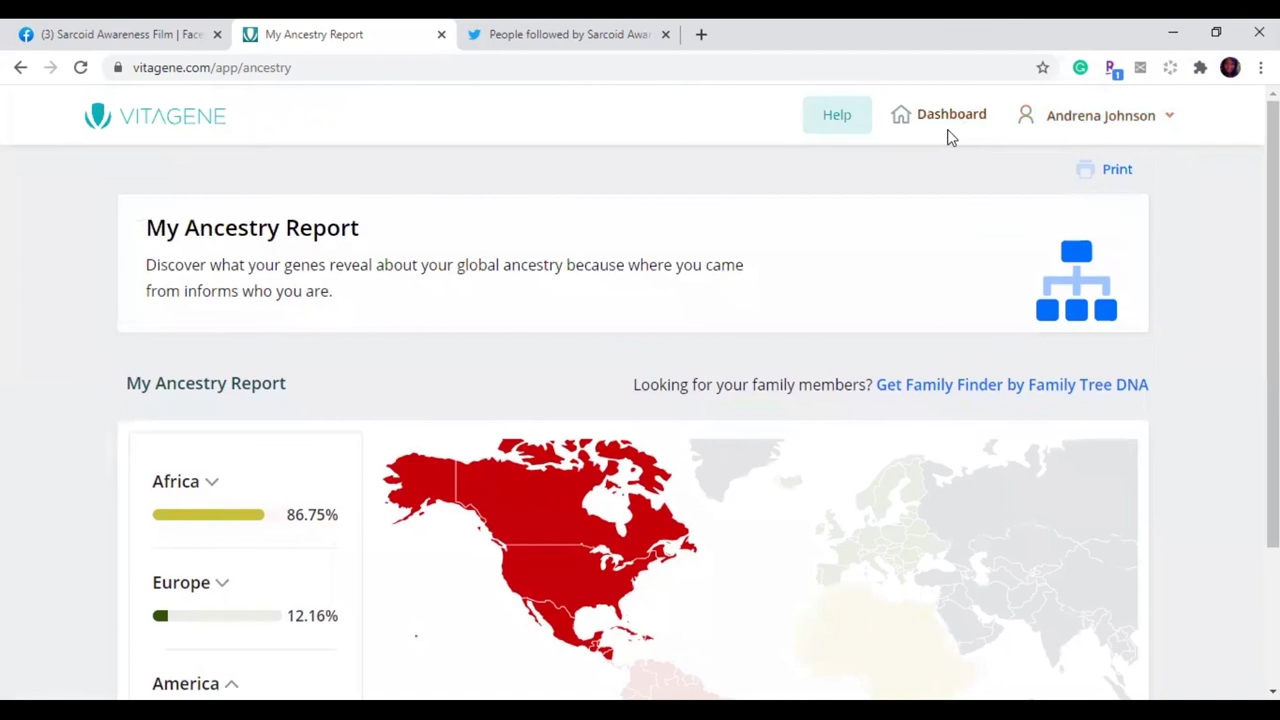 (3) Sarcoid Awareness Film | Face
My Ancestry Report
People followed by Sarcoid Awar
vitagene.com/app/ancestry
1
VITAGENE
Help
Dashboard
Andrena Johnson
Print
My Ancestry Report
Discover what your genes reveal about your global ancestry because where you came
from informs who you are.
My Ancestry Report
Looking for your family members? Get Family Finder by Family Tree DNA
Africa
86.75%
Europe
12.16%
America